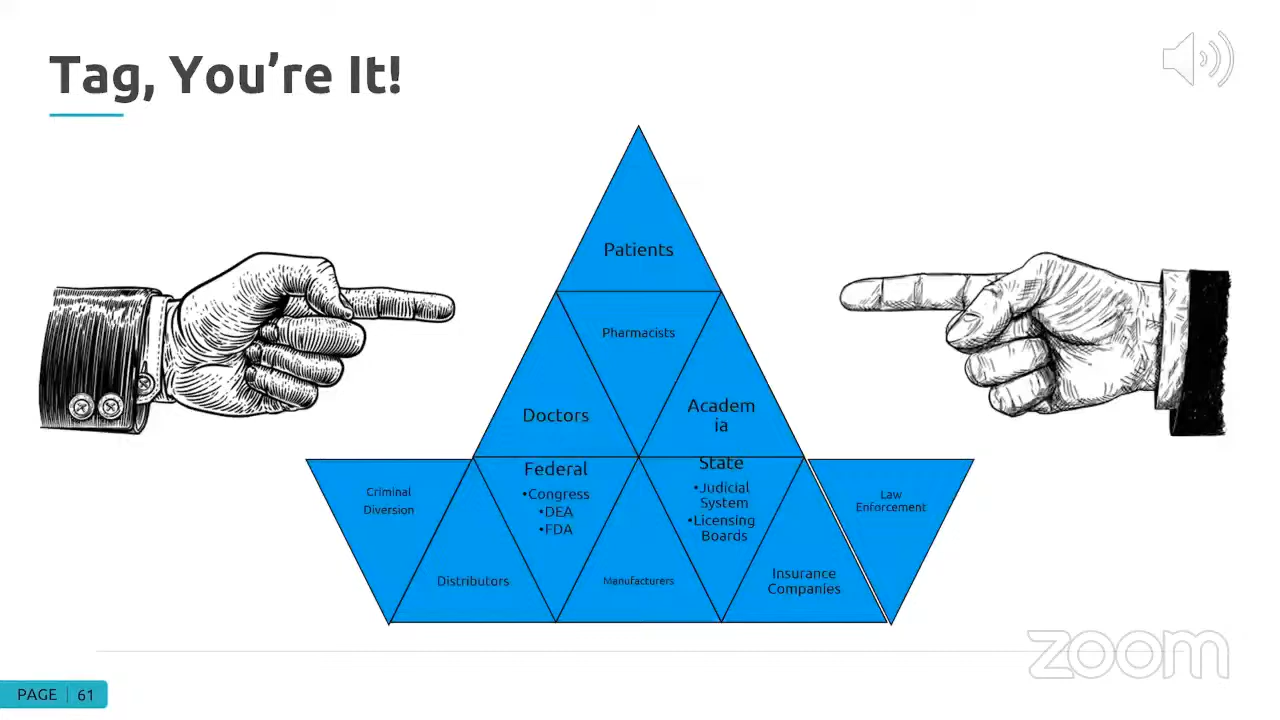 Tag, You’re It!
Patients
Pharmacists
Doctors
Academ
ia
Criminal
Diversion
Federal
•Congress
•DEA
•FDA
State
•Judicial
System
•Licensing
Boards
Law
Enforcement
Distributors
Manufacturers
Insurance
Companies
zoom
PAGE | 61